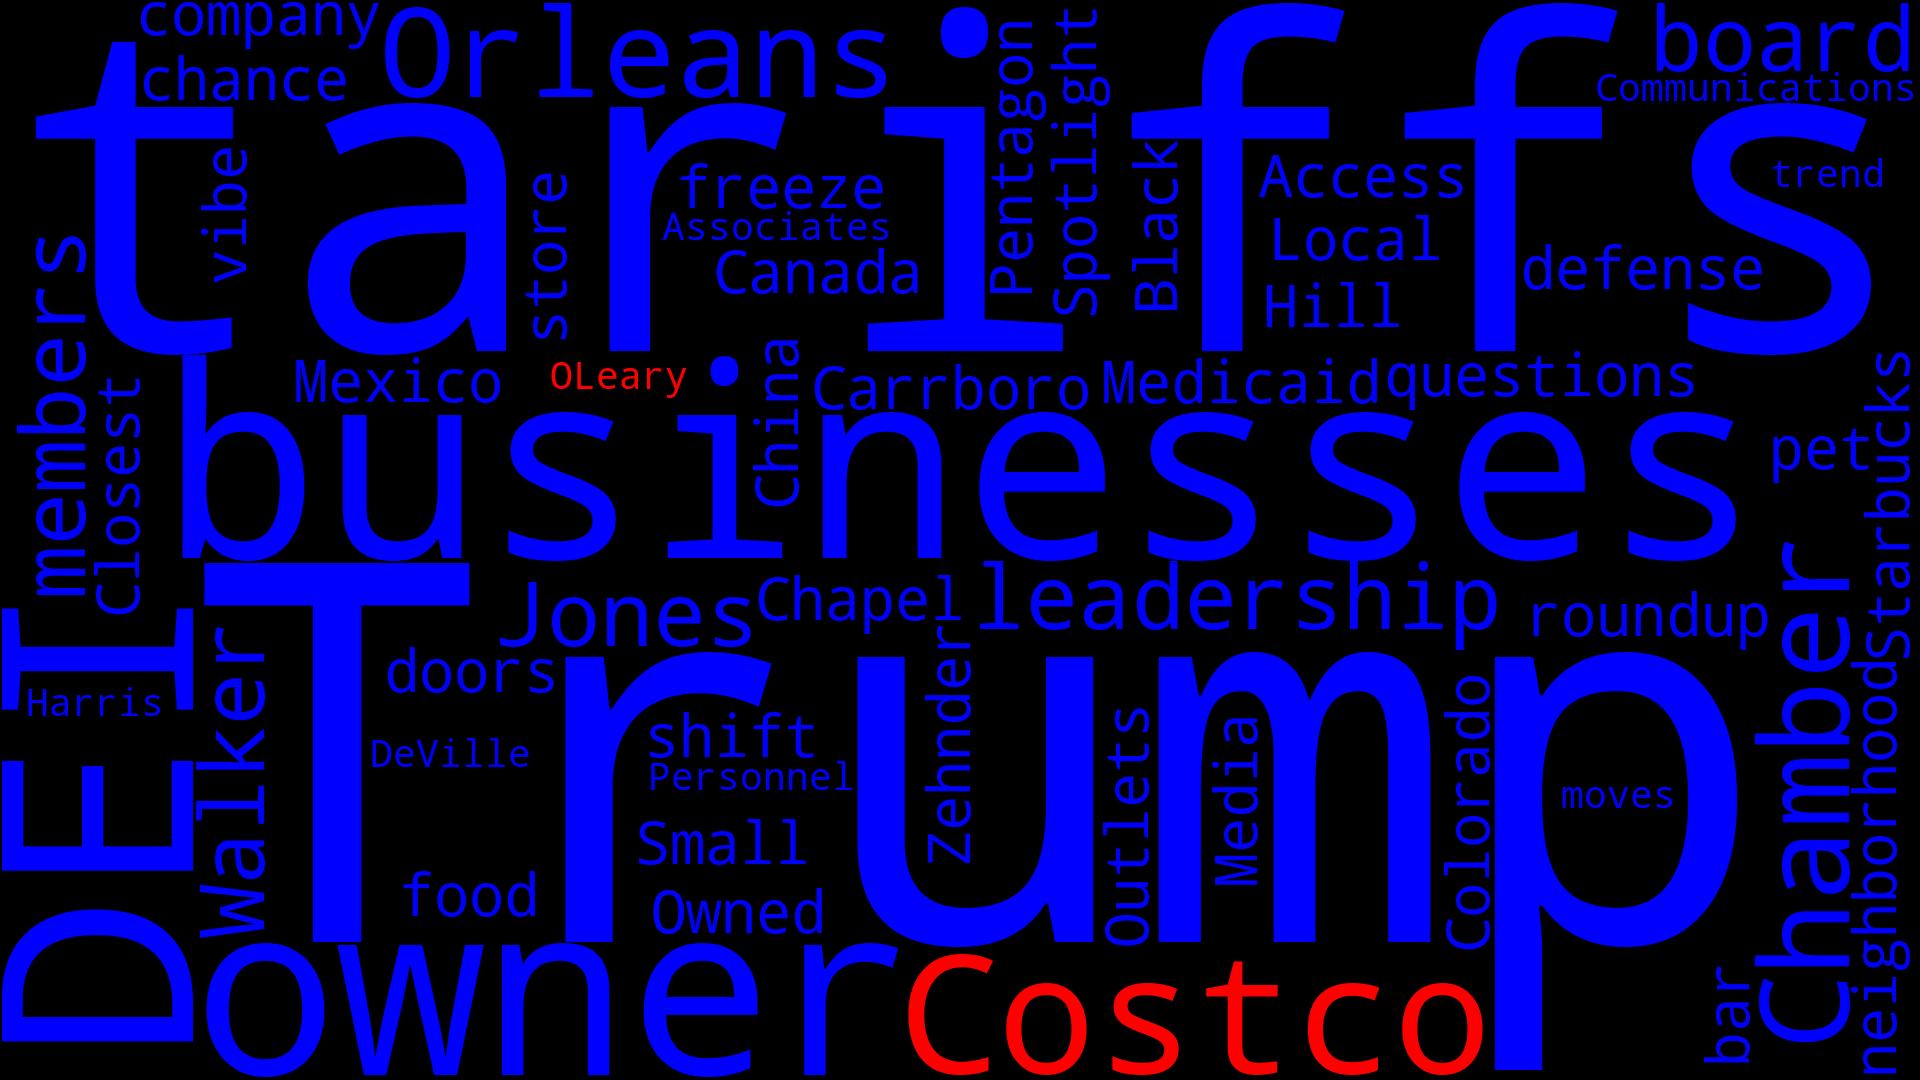 company
Orleans
board
chance
Communications
tariffs
Pentagon
Spotlight
vibe
store
freeze
Associates
Canada
Black
Access
Local
Hill
defense
trend
members
Closest
Mexico
OLeary
China
Carrboro
Medicaid
questions
businesses
pet
Starbucks
DEI
Harris
Walker
Jones
Chapel
leadership
roundup
Chamber
neighborhood
Trump
doors
DeVille
shift
Personnel
Zehnder
Small
Outlets
Media
Colorado
moves
food
Owned
owner
Costco
bar